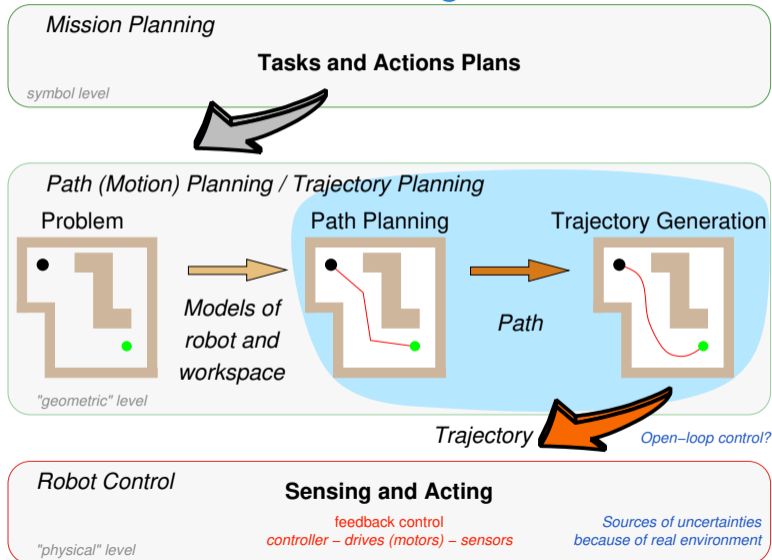 Mission Planning
Tasks and Actions Plans
symbol level
Path (Motion) Planning / Trajectory Planning
Problem
Path Planning
Trajectory Generation
Models of
robot and
workspace
Path
"geometric" level
Trajectory
Open–loop control?
Robot Control
Sensing and Acting
feedback control
controller – drives (motors) – sensors
Sources of uncertainties
because of real environment
"physical" level